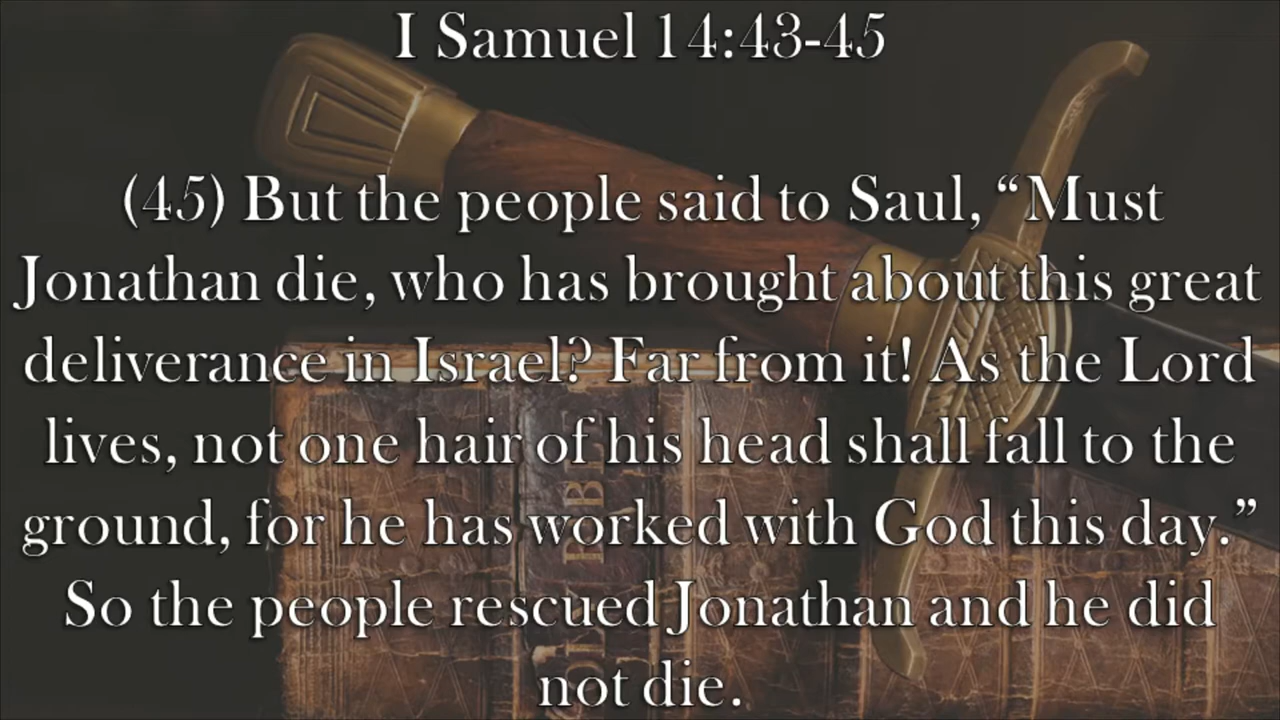 I Samuel 14:43-45
(45) But the people said to Saul, “Must
Jonathan die, who has brought about this great
deliverance in Israel? Far from it! As the Lord
lives, not one hair of his head shall fall to the
ground, for he has worked with God this day.”
So the people rescued Jonathan and he did
not die.